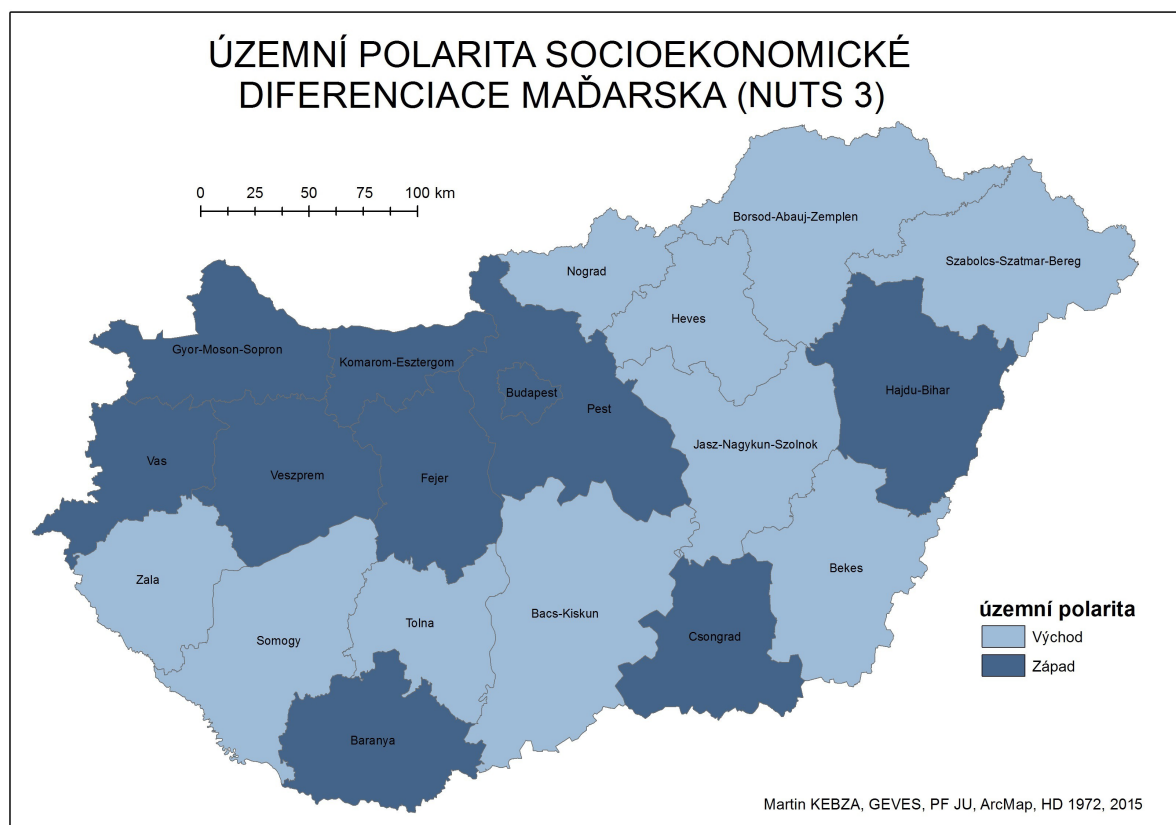 ÚZEMNÍ POLARITA SOCIOEKONOMICKÉ
DIFERENCIACE MAĎARSKA (NUTS 3)
0 25 50 75 100 km
Borsod-Abauj-Zemplen
Szabolcs-Szatmar-Bereg
Nograd
Heves
Gyor-Moson-Sopron
Komarom-Esztergom
Budapest
Pest
Hajdu-Bihar
Jasz-Nagykun-Szolnok
Vas
Veszprem
Fejer
Zala
Bekes
Somogy
Tolna
Bacs-Kiskun
Csongrad
Baranya
územní polarita
Východ
Západ
Martin KEBZA, GEVES, PF JU, ArcMap, HD 1972, 2015